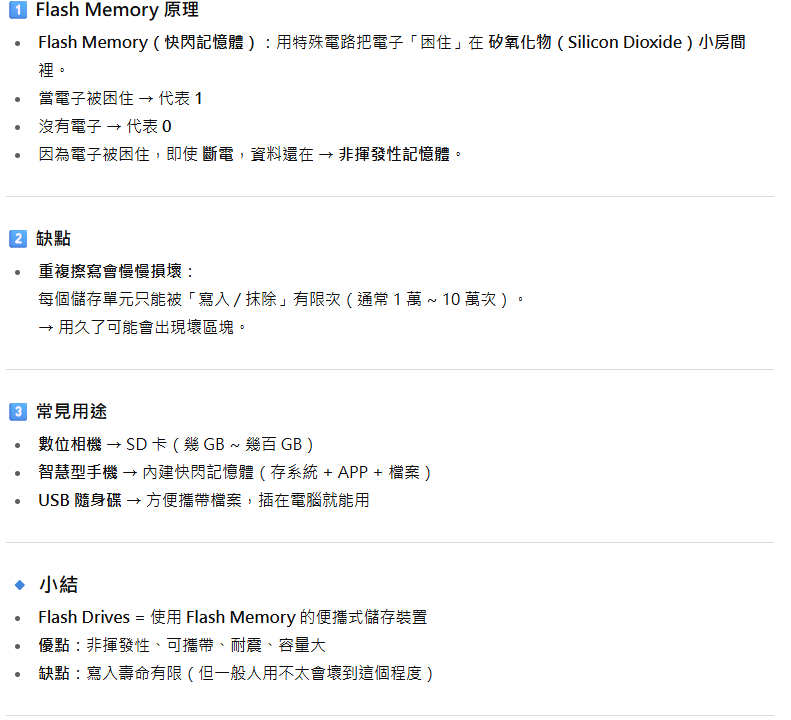 1 Flash Memory 原理
• Flash Memory（快閃記憶體）：用特殊電路把電子「困住」在 矽氧化物（Silicon Dioxide）小房間
裡。
• 當電子被困住 → 代表 1
• 沒有電子 → 代表 0
• 因為電子被困住，即使 斷電，資料還在 → 非揮發性記憶體。
2 缺點
• 重複擦寫會慢慢損壞：
每個儲存單元只能被「寫入 / 抹除」有限次（通常 1 萬 ~ 10 萬次）。
→ 用久了可能會出現壞區塊。
3 常見用途
• 數位相機 → SD 卡（幾 GB ~ 幾百 GB）
• 智慧型手機 → 內建快閃記憶體（存系統 + APP + 檔案）
• USB 隨身碟 → 方便攜帶檔案，插在電腦就能用
🔹 小結
• Flash Drives = 使用 Flash Memory 的便攜式儲存裝置
• 優點：非揮發性、可攜帶、耐震、容量大
• 缺點：寫入壽命有限（但一般人用不太會壞到這個程度）